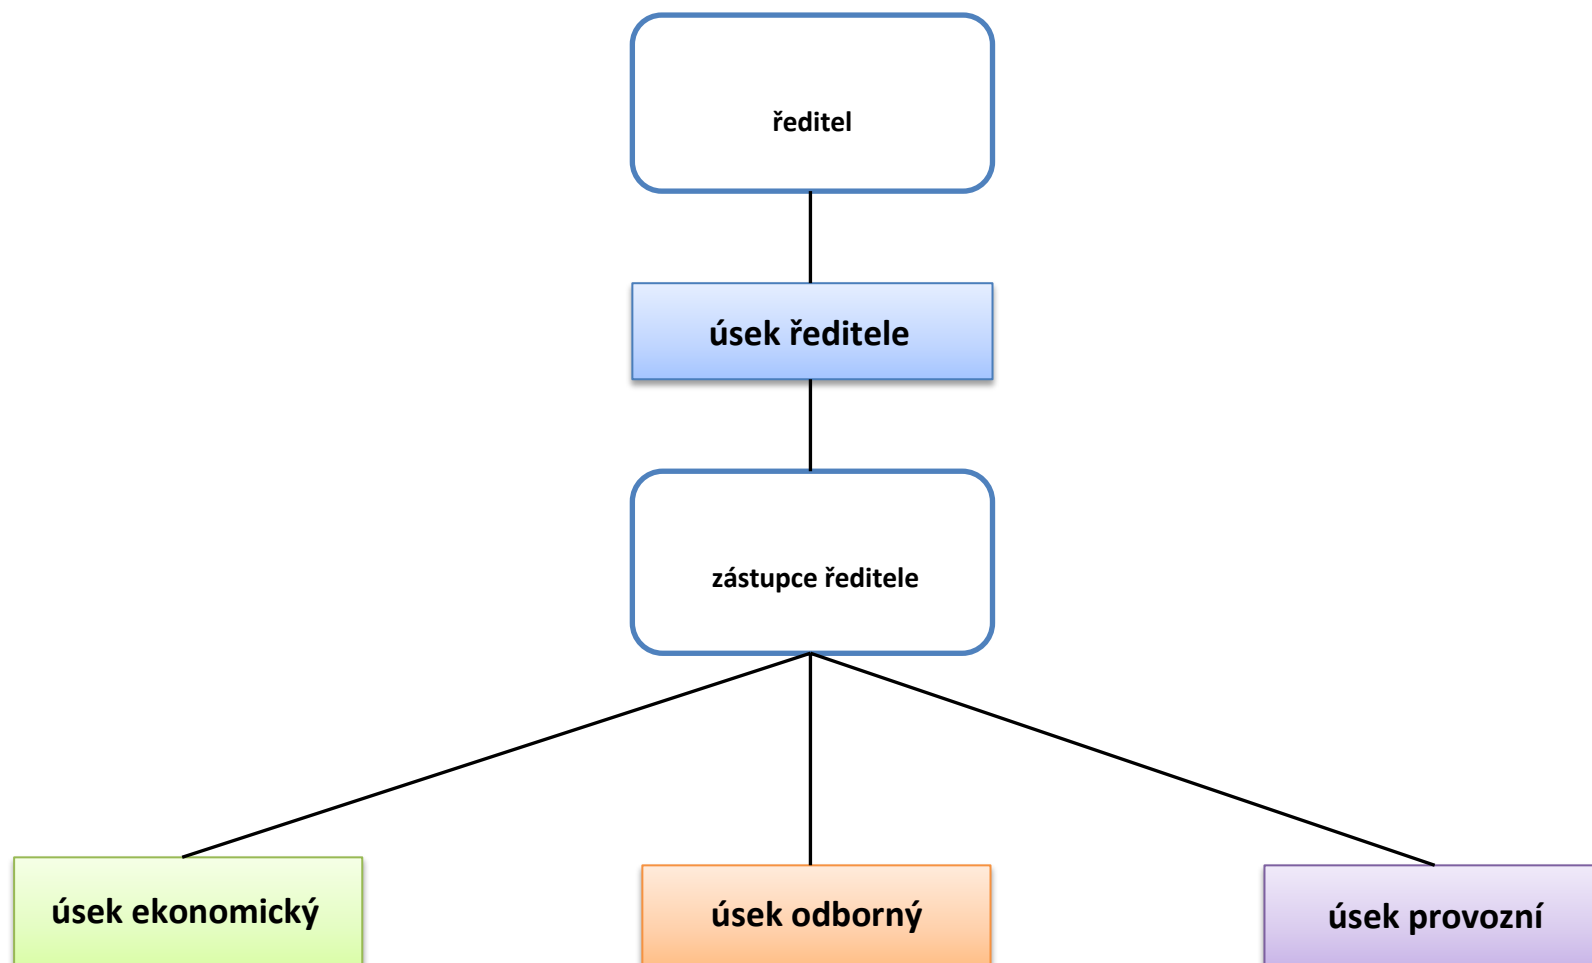 ředitel
úsek ředitele
zástupce ředitele
úsek ekonomický
úsek odborný
úsek provozní